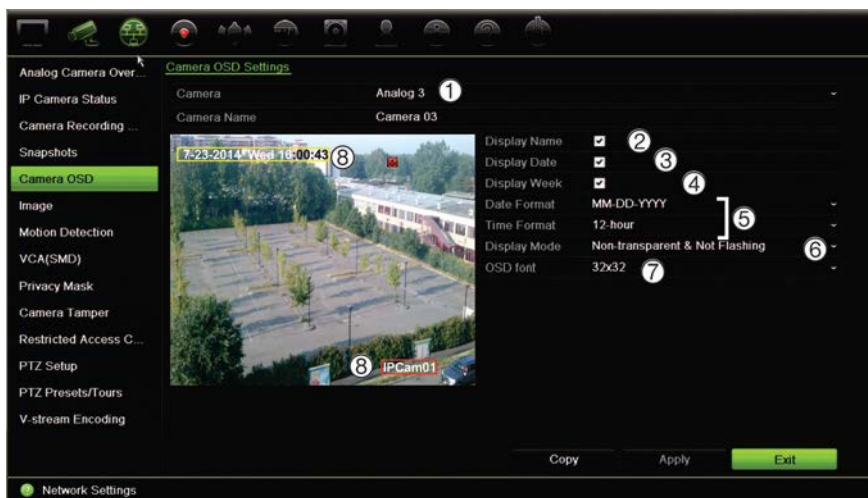 Camera OSD Settings
Analog Camera Over...
IP Camera Status
Camera Recording ...
Snapshots
Camera OSD
Image
Motion Detection
VCA(SMD)
Privacy Mask
Camera Tamper
Restricted Access C...
PTZ Setup
PTZ Presets/Tours
V-stream Encoding
Camera Analog 3 ①
Camera Name Camera 03
7-23-2014 Wed 16:00:43 ⑧
⑧ IPCam01
Display Name ②
Display Date ③
Display Week ④
Date Format MM-DD-YYYY
Time Format 12-hour
⑤
Display Mode Non-transparent & Not Flashing ⑥
OSD font 32x32 ⑦
Copy Apply Exit
Network Settings